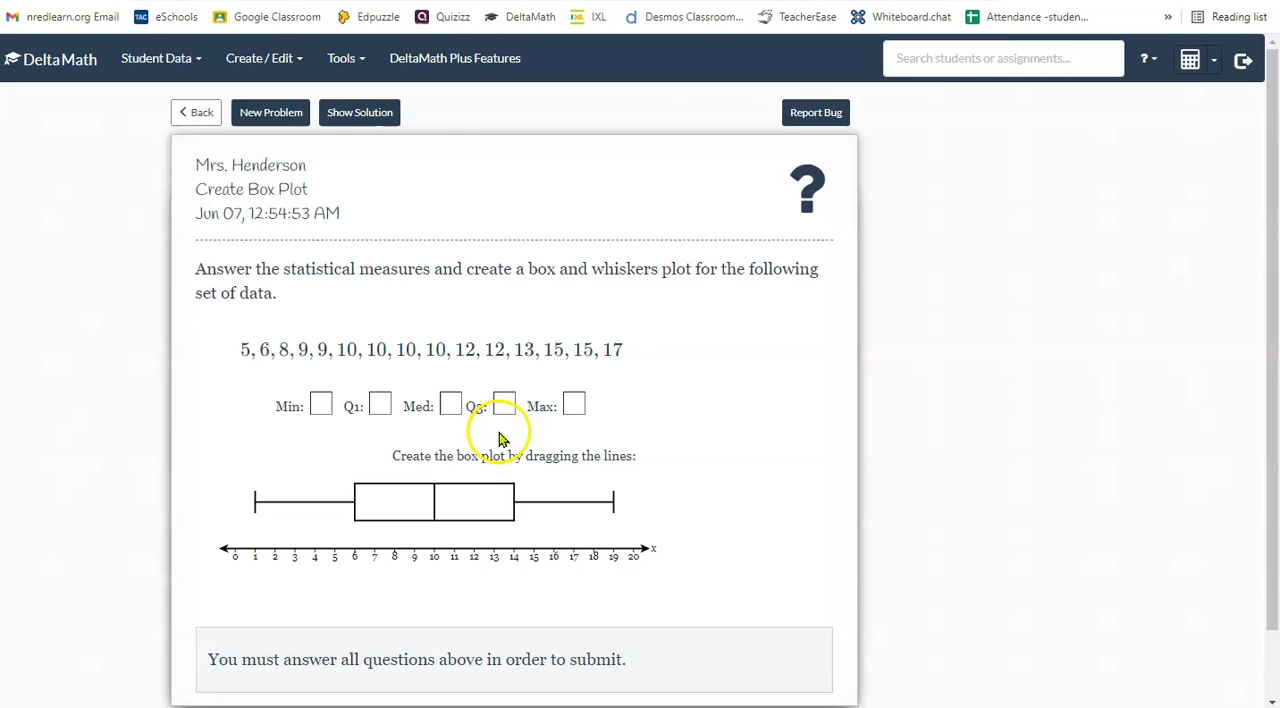 nredlearn.org Email eSchools Google Classroom Edpuzzle Quizizz DeltaMath IXL Desmos Classroom... TeacherEase Whiteboard.chat Attendance -studen... » Reading list
DeltaMath Student Data Create / Edit Tools DeltaMath Plus Features Search students or assignments... ?
Back New Problem Show Solution Report Bug
Mrs. Henderson
Create Box Plot
Jun 07, 12:54:53 AM
?
Answer the statistical measures and create a box and whiskers plot for the following
set of data.
5, 6, 8, 9, 9, 10, 10, 10, 10, 12, 12, 13, 15, 15, 17
Min: Q1: Med: Q3: Max:
Create the box plot by dragging the lines:
0 1 2 3 4 5 6 7 8 9 10 11 12 13 14 15 16 17 18 19 20 x
You must answer all questions above in order to submit.